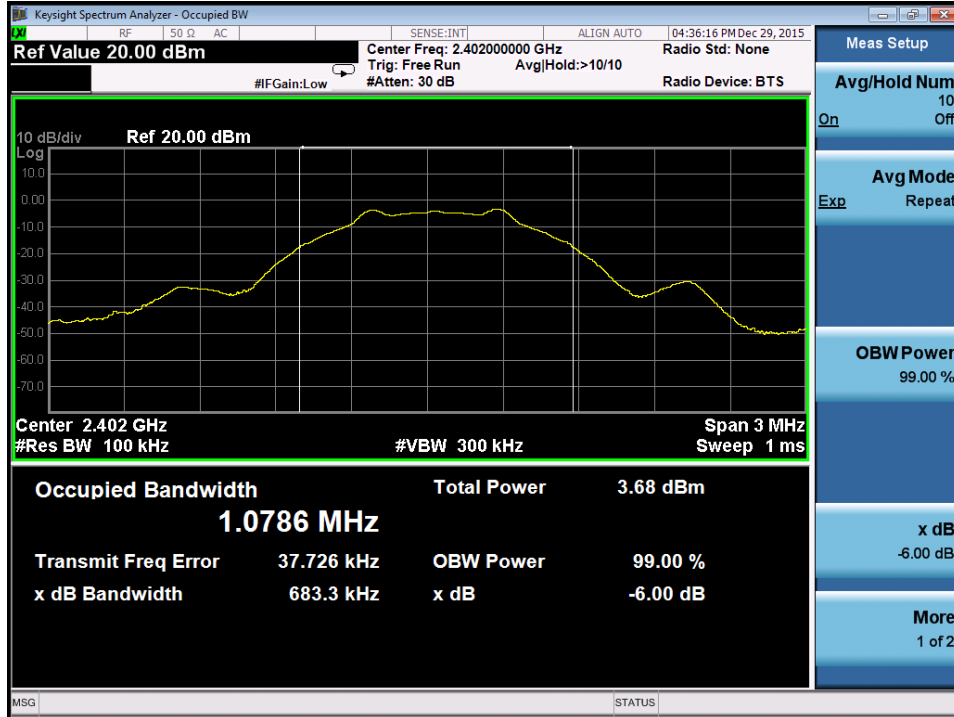 Keysight Spectrum Analyzer - Occupied BW
LXI RF 50 Ω AC SENSE:INT ALIGN AUTO 04:36:16 PM Dec 29, 2015
Ref Value 20.00 dBm
Center Freq: 2.402000000 GHz
Radio Std: None
Trig: Free Run
Avg|Hold:>10/10
#IFGain:Low
#Atten: 30 dB
Radio Device: BTS
10 dB/div
Ref 20.00 dBm
Log
10.0
0.00
-10.0
-20.0
-30.0
-40.0
-50.0
-60.0
-70.0
Center 2.402 GHz
Span 3 MHz
#Res BW 100 kHz
#VBW 300 kHz
Sweep 1 ms
Occupied Bandwidth
Total Power 3.68 dBm
1.0786 MHz
Transmit Freq Error 37.726 kHz
OBW Power 99.00 %
x dB Bandwidth 683.3 kHz
x dB -6.00 dB
Meas Setup
Avg/Hold Num
10
On Off
Avg Mode
Exp Repeat
OBW Power
99.00 %
x dB
-6.00 dB
More
1 of 2
MSG
STATUS